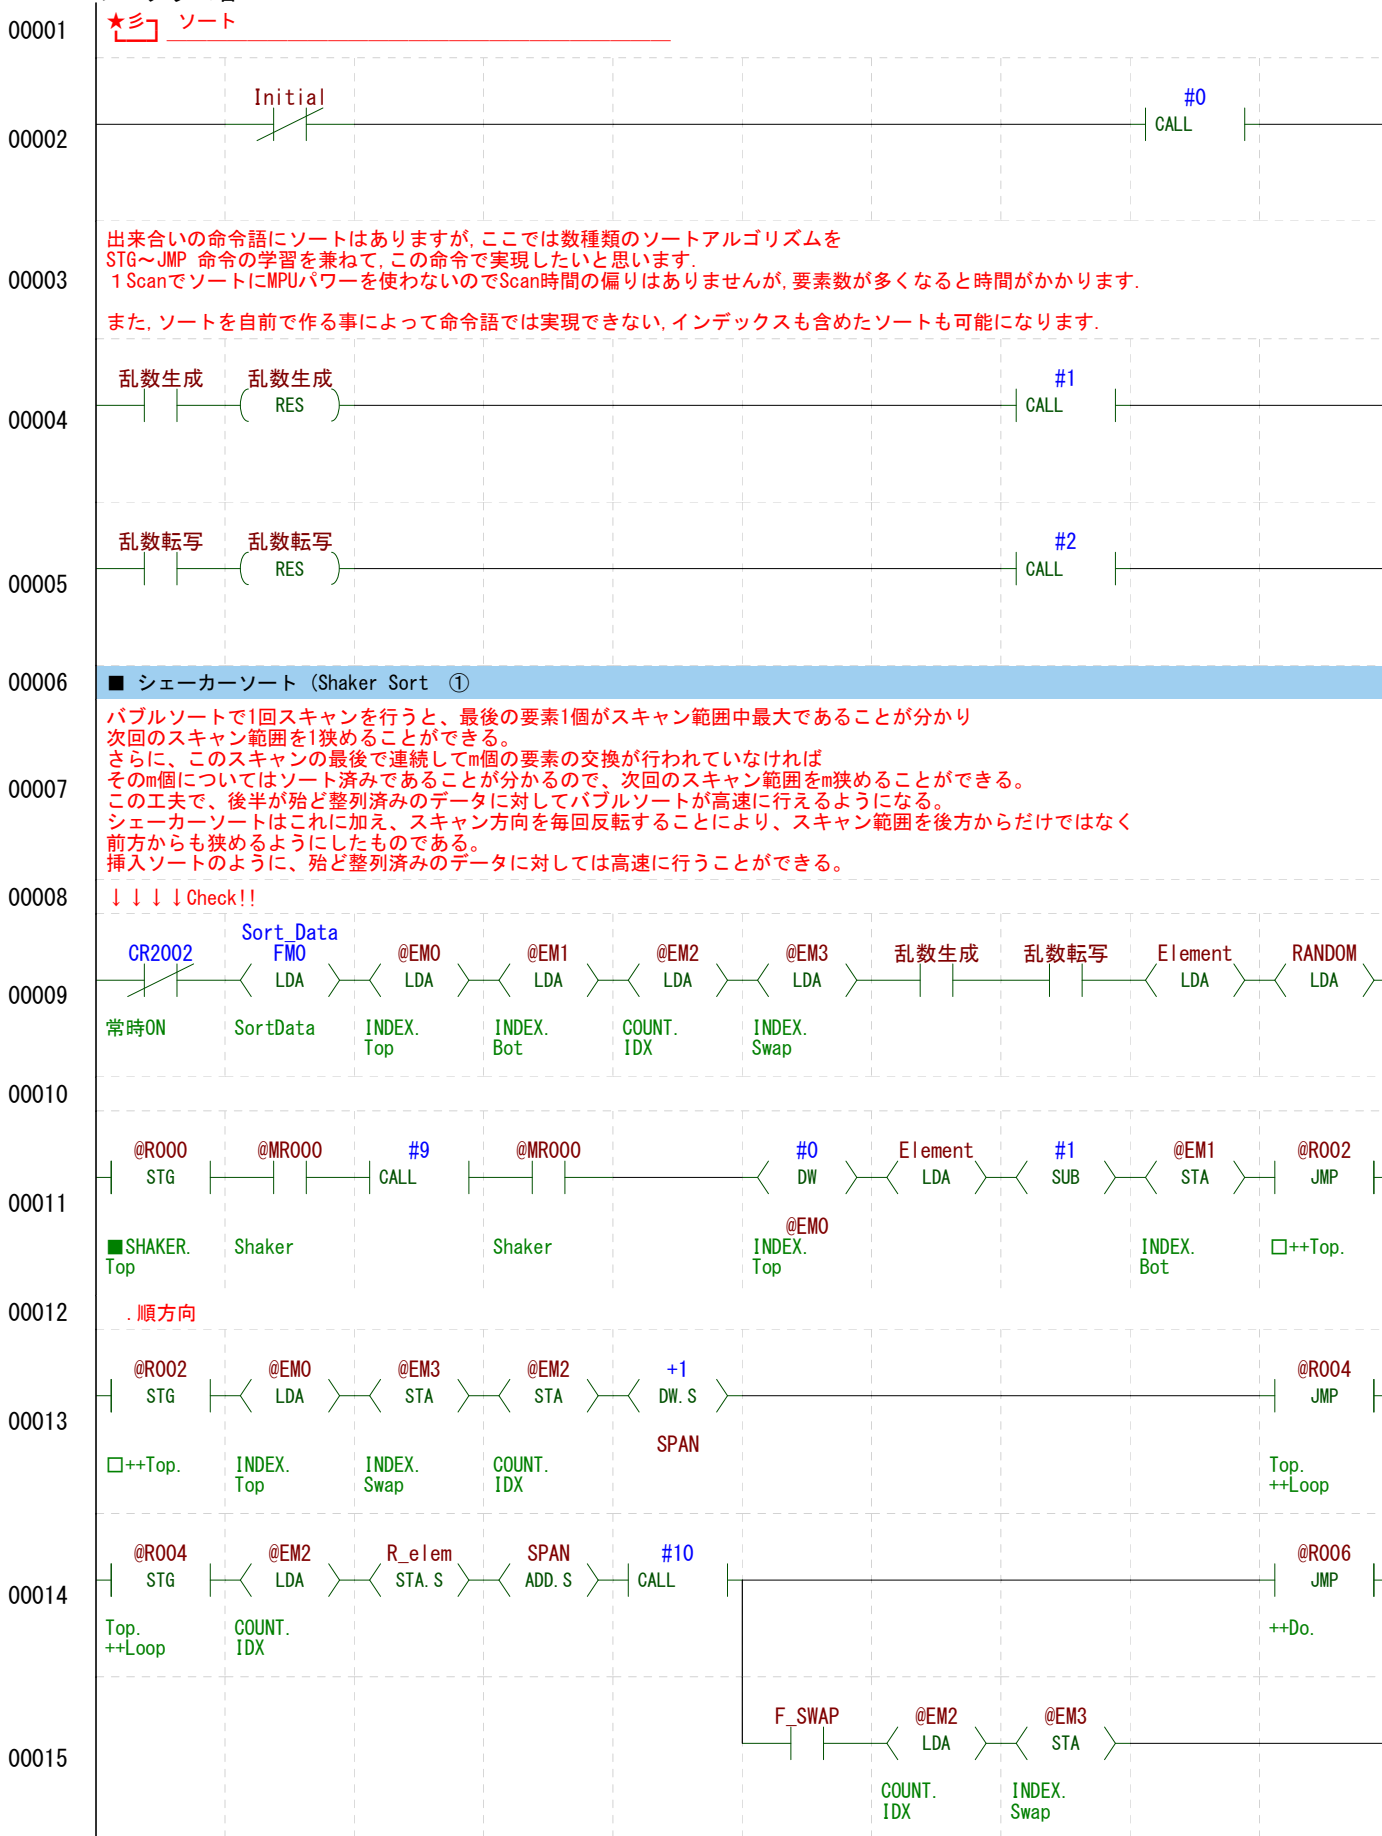 00001
★彡┓ ソート
00002
Initial
#0
CALL
00003
出来合いの命令語にソートはありますが,ここでは数種類のソートアルゴリズムを
STG～JMP 命令の学習を兼ねて,この命令で実現したいと思います.
１ScanでソートにMPUパワーを使わないのでScan時間の偏りはありませんが,要素数が多くなると時間がかかります.
また,ソートを自前で作る事によって命令語では実現できない,インデックスも含めたソートも可能になります.
00004
乱数生成 乱数生成 #1
RES CALL
00005
乱数転写 乱数転写 #2
RES CALL
00006
■ シェーカーソート (Shaker Sort ①
00007
バブルソートで1回スキャンを行うと、最後の要素1個がスキャン範囲中最大であることが分かり
次回のスキャン範囲を1狭めることができる。
さらに、このスキャンの最後で連続してm個の要素の交換が行われていなければ
そのm個についてはソート済みであることが分かるので、次回のスキャン範囲をm狭めることができる。
この工夫で、後半が殆ど整列済みのデータに対してバブルソートが高速に行えるようになる。
シェーカーソートはこれに加え、スキャン方向を毎回反転することにより、スキャン範囲を後方からだけではなく
前方からも狭めるようにしたものである。
挿入ソートのように、殆ど整列済みのデータに対しては高速に行うことができる。
00008
↓↓↓↓Check!!
00009
Sort_Data
CR2002 FM0 @EM0 @EM1 @EM2 @EM3 乱数生成 乱数転写 Element RANDOM
LDA LDA LDA LDA LDA LDA LDA
常時ON SortData INDEX. INDEX. COUNT. INDEX.
Top Bot IDX Swap
00010
00011
@R000 @MR000 #9 @MR000 #0 Element #1 @EM1 @R002
STG CALL DW LDA SUB STA JMP
@EM0
■SHAKER. Shaker Shaker INDEX. INDEX. □++Top.
Top Top Bot
00012
.順方向
00013
@R002 @EM0 @EM3 @EM2 +1 @R004
STG LDA STA STA DW.S JMP
SPAN
□++Top. INDEX. INDEX. COUNT. Top.
Top Swap IDX ++Loop
00014
@R004 @EM2 R_elem SPAN #10 @R006
STG LDA STA.S ADD.S CALL JMP
Top. COUNT. ++Do.
++Loop IDX
00015
F_SWAP @EM2 @EM3
LDA STA
COUNT. INDEX.
IDX Swap